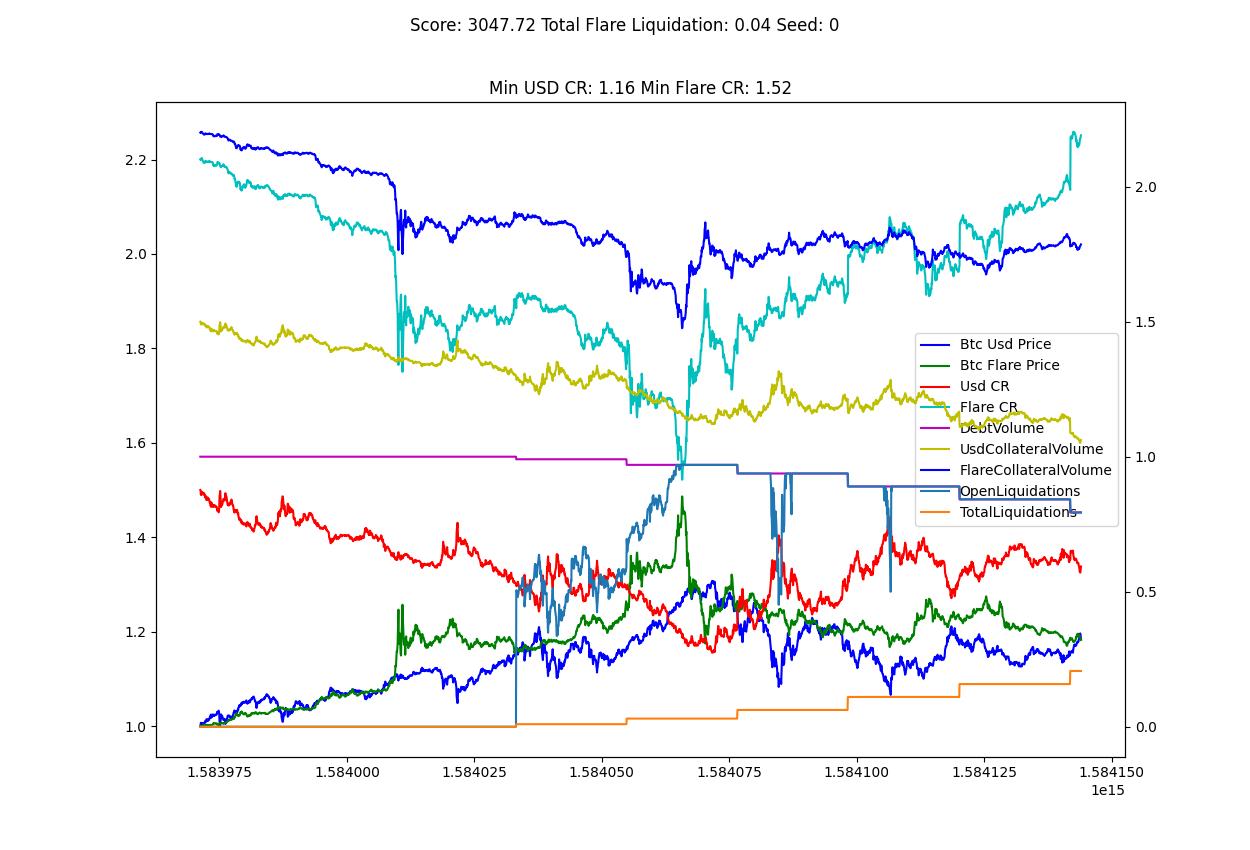 Score: 3047.72 Total Flare Liquidation: 0.04 Seed: 0
Min USD CR: 1.16 Min Flare CR: 1.52
2.2
2.0
1.8
1.6
1.4
1.2
1.0
2.0
1.5
1.0
0.5
0.0
Btc Usd Price
Btc Flare Price
Usd CR
Flare CR
DebtVolume
UsdCollateralVolume
FlareCollateralVolume
OpenLiquidations
TotalLiquidations
1.583975 1.584000 1.584025 1.584050 1.584075 1.584100 1.584125 1.584150
1e15